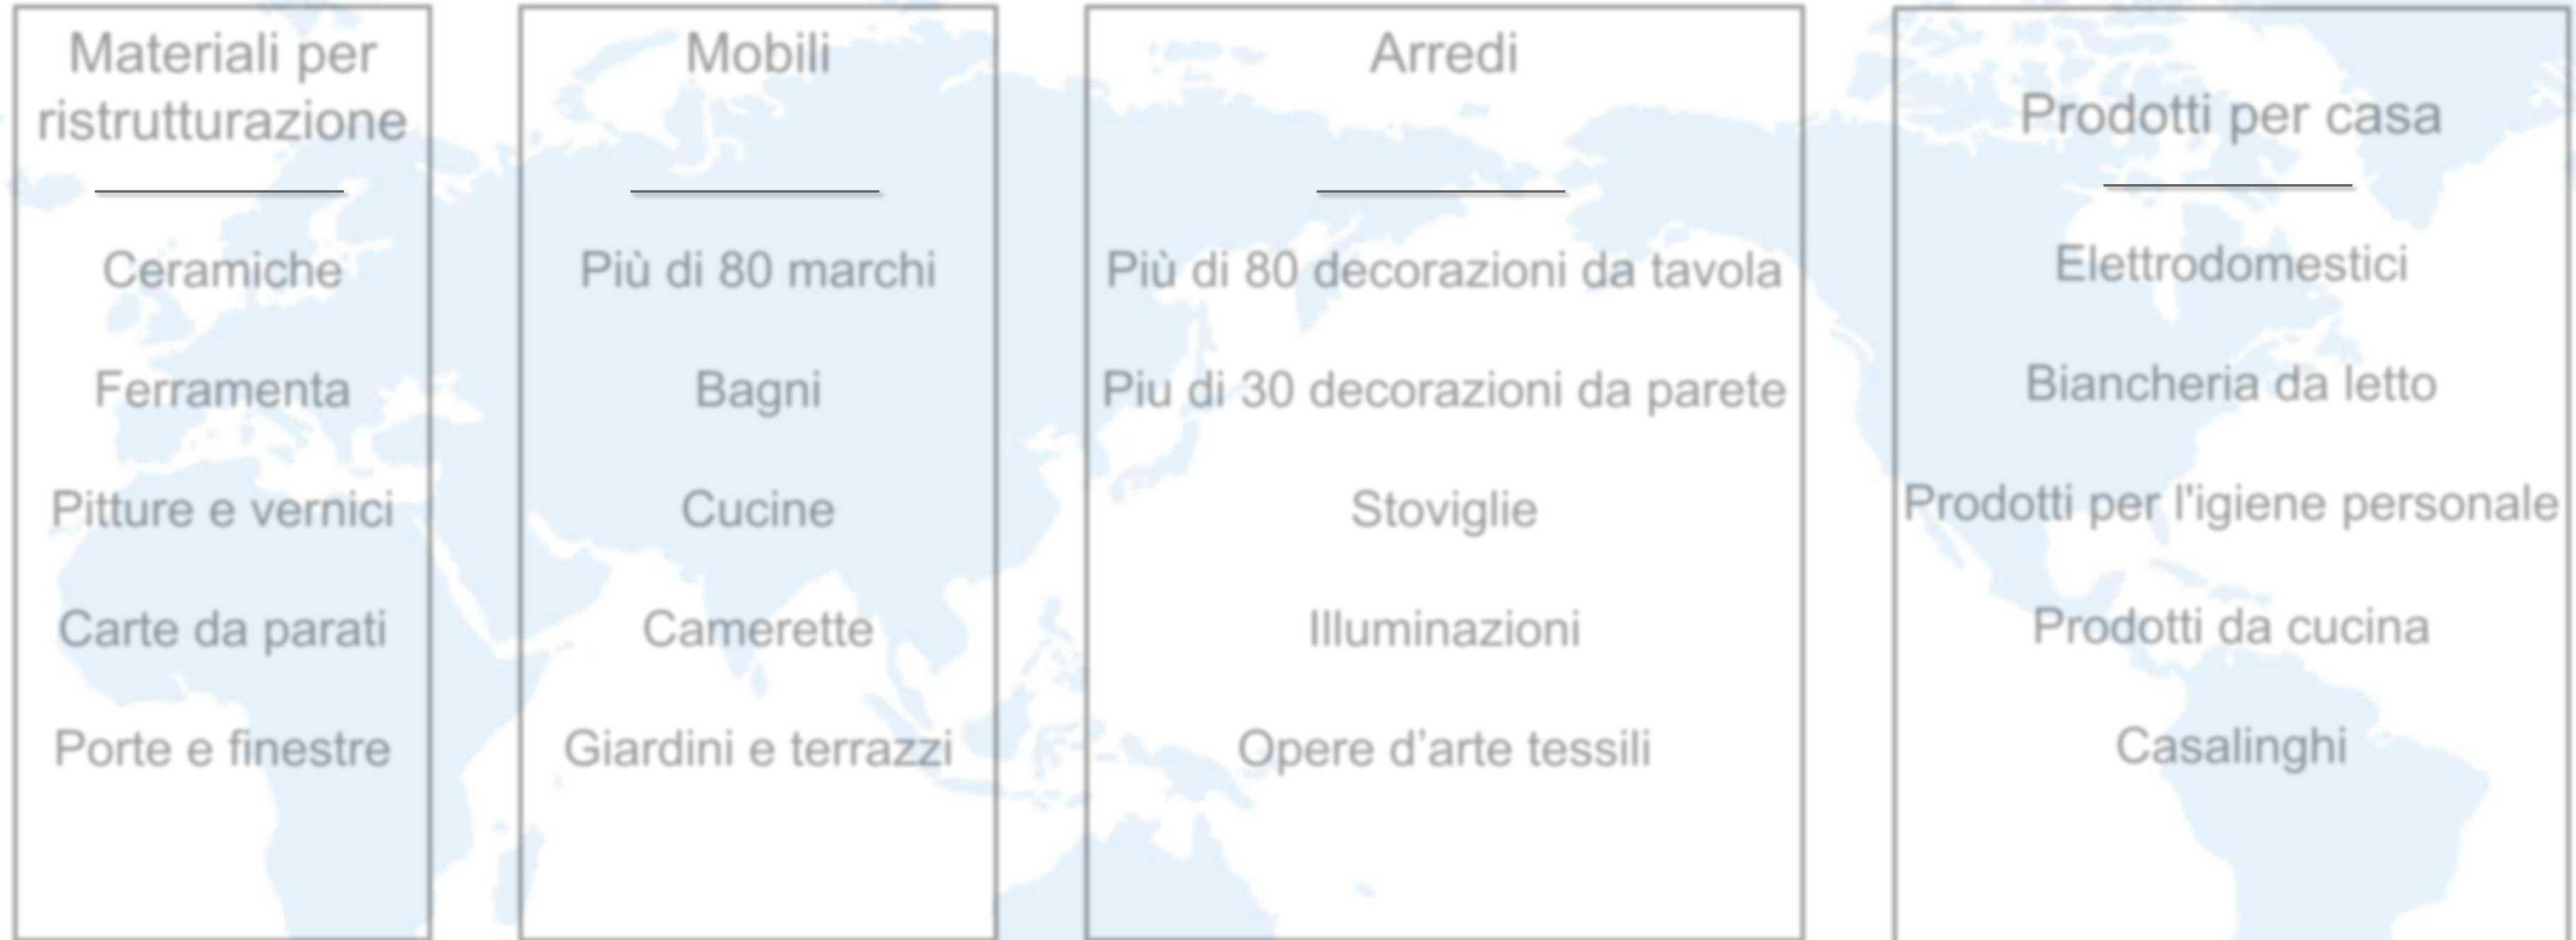 Materiali per
ristrutturazione
Ceramiche
Ferramenta
Pitture e vernici
Carte da parati
Porte e finestre
Mobili
Più di 80 marchi
Bagni
Cucine
Camerette
Giardini e terrazzi
Arredi
Più di 80 decorazioni da tavola
Piu di 30 decorazioni da parete
Stoviglie
Illuminazioni
Opere d’arte tessili
Prodotti per casa
Elettrodomestici
Biancheria da letto
Prodotti per l'igiene personale
Prodotti da cucina
Casalinghi